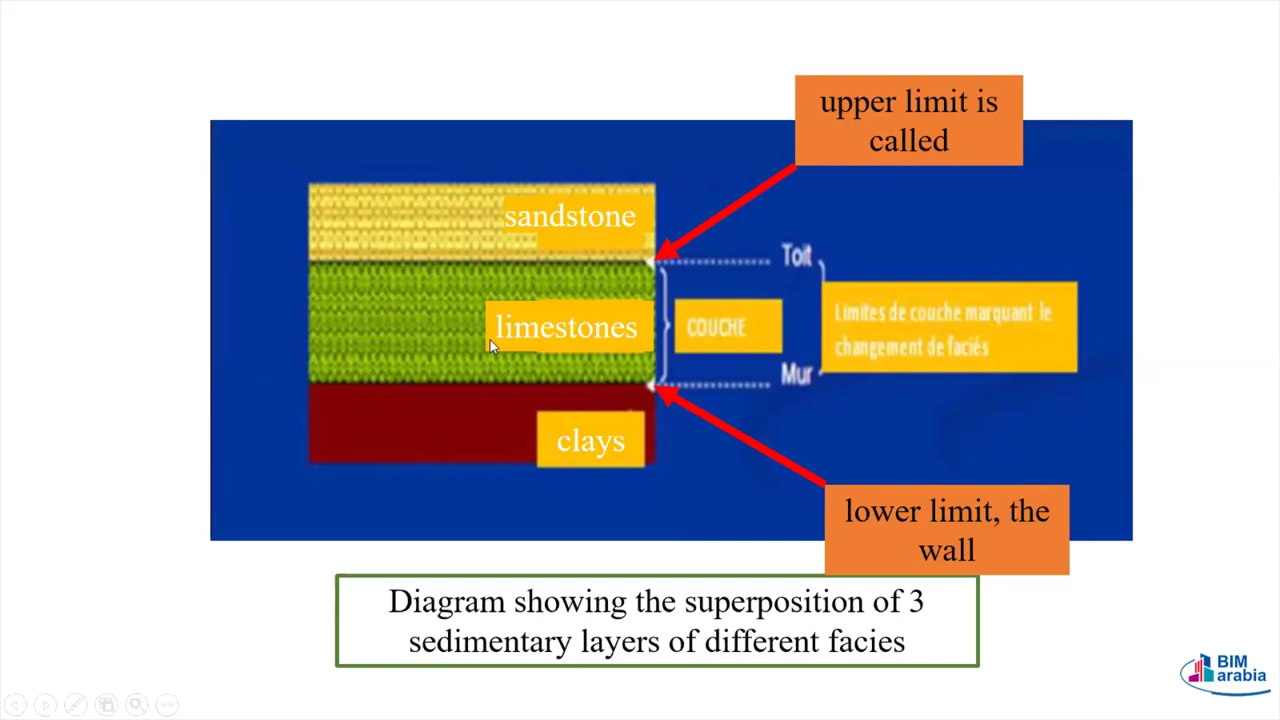 upper limit is
called
sandstone
Toit
limestones
COUCHE
Limites de couche marquant le
changement de faciès
Mur
clays
lower limit, the
wall
Diagram showing the superposition of 3
sedimentary layers of different facies
BIM
arabia